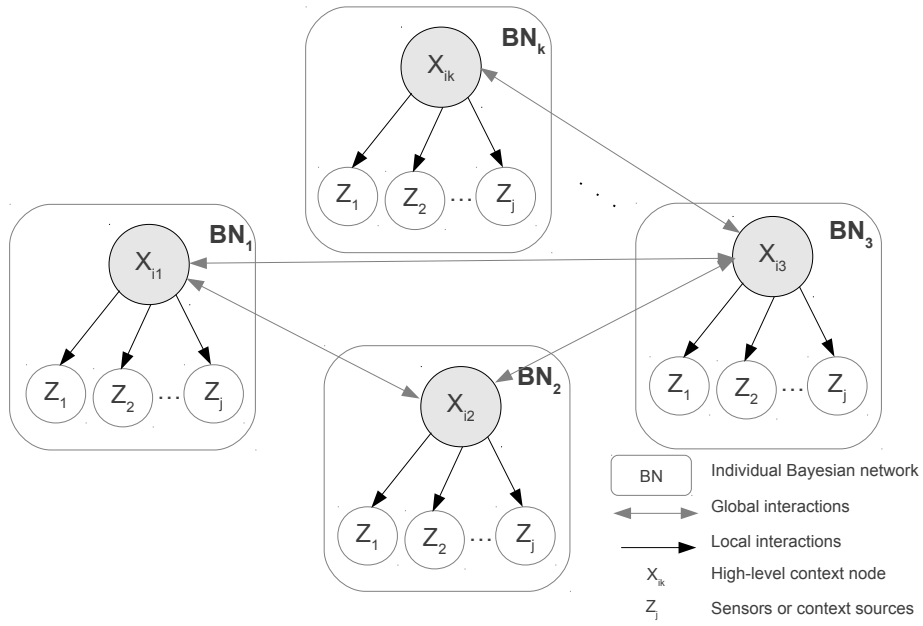 BN_k
X_ik
Z_1 Z_2 ... Z_j
BN_1
X_i1
Z_1 Z_2 ... Z_j
BN_3
X_i3
Z_1 Z_2 ... Z_j
BN_2
X_i2
Z_1 Z_2 ... Z_j
BN Individual Bayesian network
Global interactions
Local interactions
X_ik High-level context node
Z_j Sensors or context sources